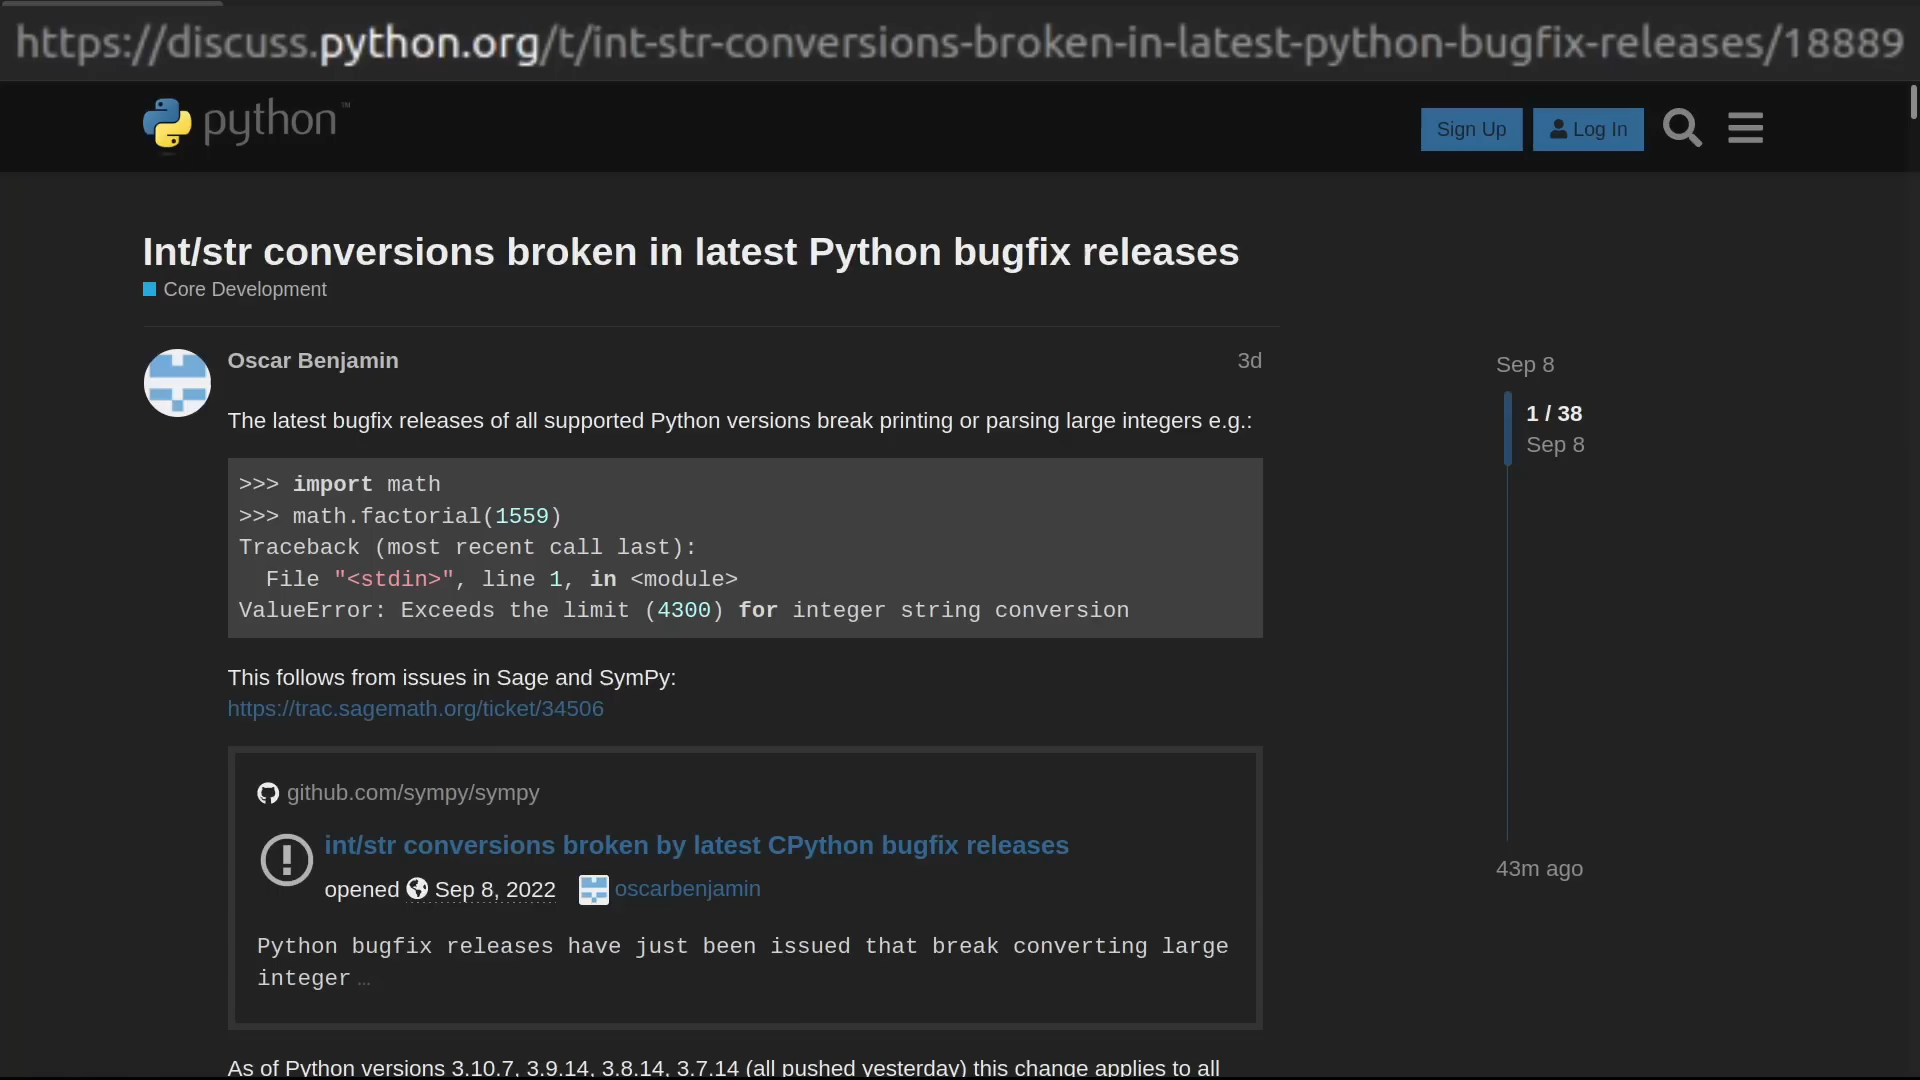 https://discuss.python.org/t/int-str-conversions-broken-in-latest-python-bugfix-releases/18889
python™
Sign Up
Log In
Int/str conversions broken in latest Python bugfix releases
Core Development
Oscar Benjamin
3d
Sep 8
The latest bugfix releases of all supported Python versions break printing or parsing large integers e.g.:
1 / 38
Sep 8
>>> import math
>>> math.factorial(1559)
Traceback (most recent call last):
  File "<stdin>", line 1, in <module>
ValueError: Exceeds the limit (4300) for integer string conversion
This follows from issues in Sage and SymPy:
https://trac.sagemath.org/ticket/34506
github.com/sympy/sympy
int/str conversions broken by latest CPython bugfix releases
43m ago
opened Sep 8, 2022 oscarbenjamin
Python bugfix releases have just been issued that break converting large
integer …
As of Python versions 3.10.7, 3.9.14, 3.8.14, 3.7.14 (all pushed yesterday) this change applies to all